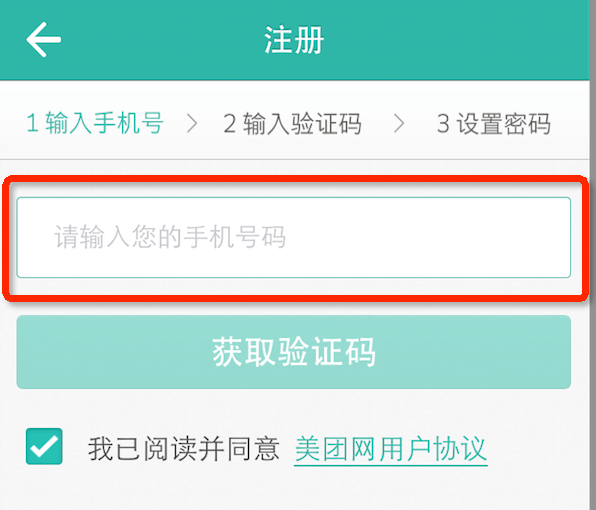 注册
1 输入手机号 > 2 输入验证码 > 3 设置密码
请输入您的手机号码
获取验证码
我已阅读并同意 美团网用户协议